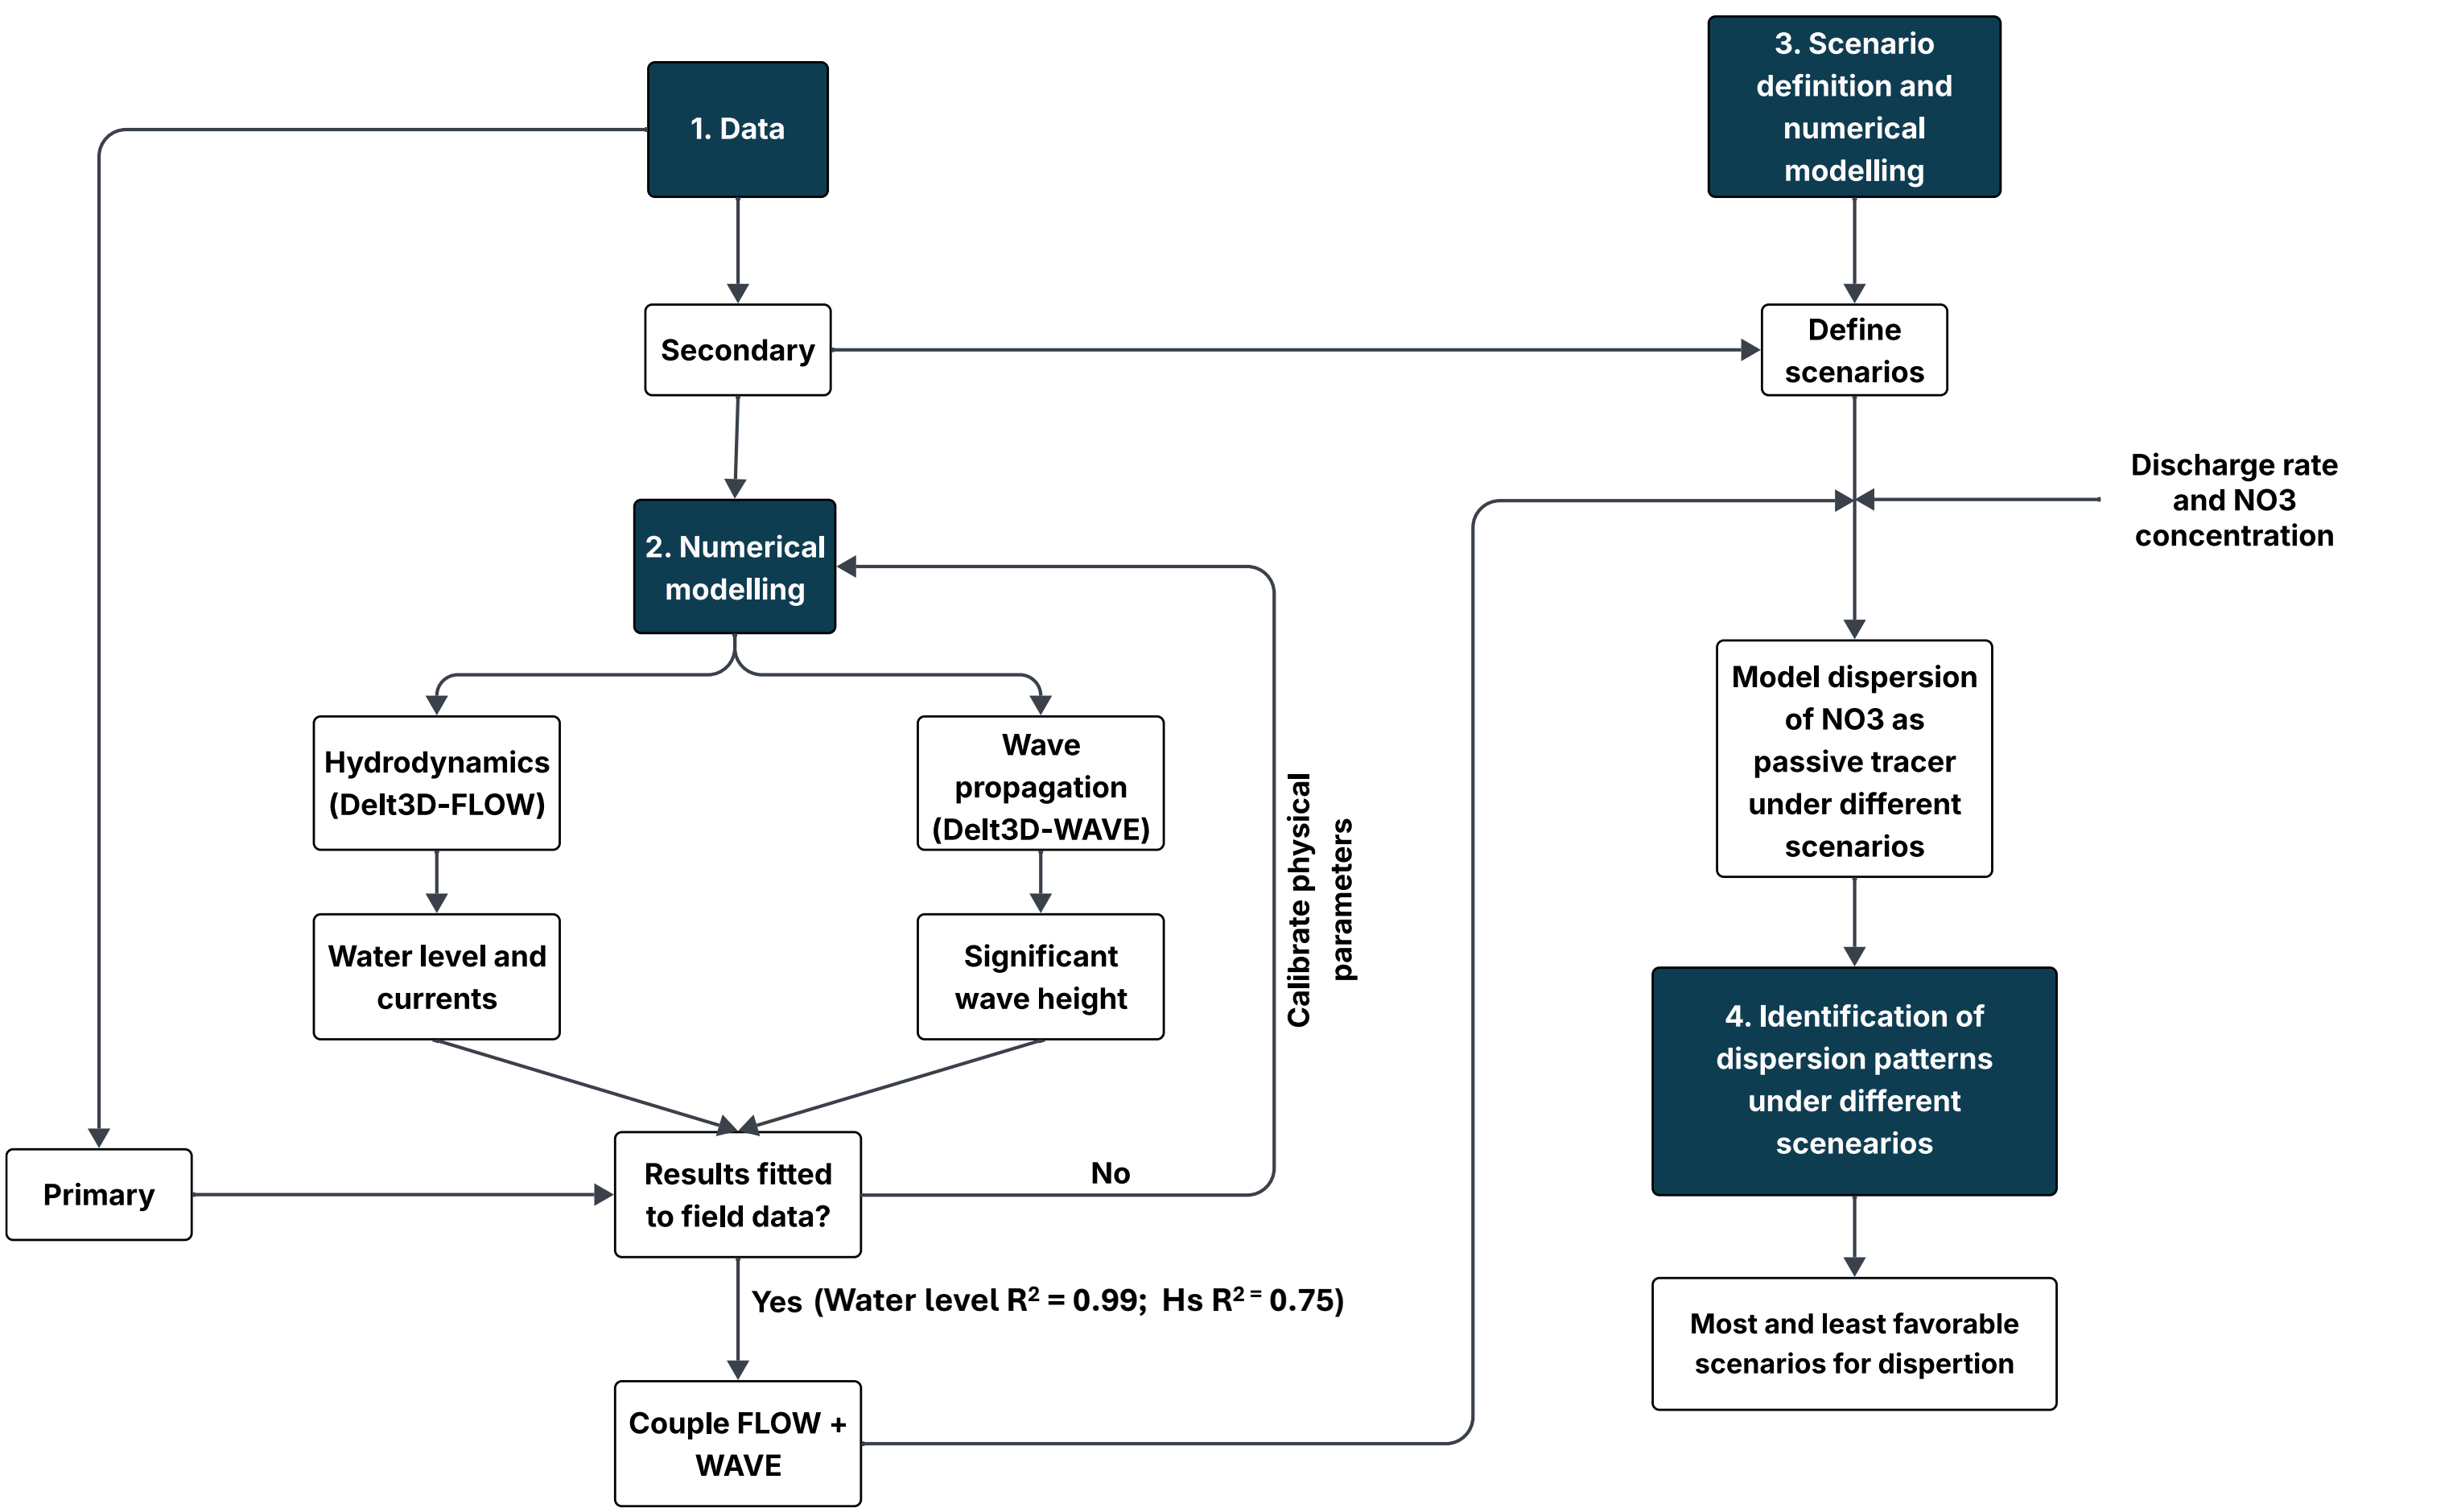 1. Data
Secondary
2. Numerical
modelling
Hydrodynamics
(Delt3D-FLOW)
Wave
propagation
(Delt3D-WAVE)
Water level and
currents
Significant
wave height
Calibrate physical
parameters
Primary
Results fitted
to field data?
No
Yes (Water level R² = 0.99; Hs R² ⁼ 0.75)
Couple FLOW +
WAVE
3. Scenario
definition and
numerical
modelling
Define
scenarios
Discharge rate
and NO3
concentration
Model dispersion
of NO3 as
passive tracer
under different
scenarios
4. Identification of
dispersion patterns
under different
scenearios
Most and least favorable
scenarios for dispertion